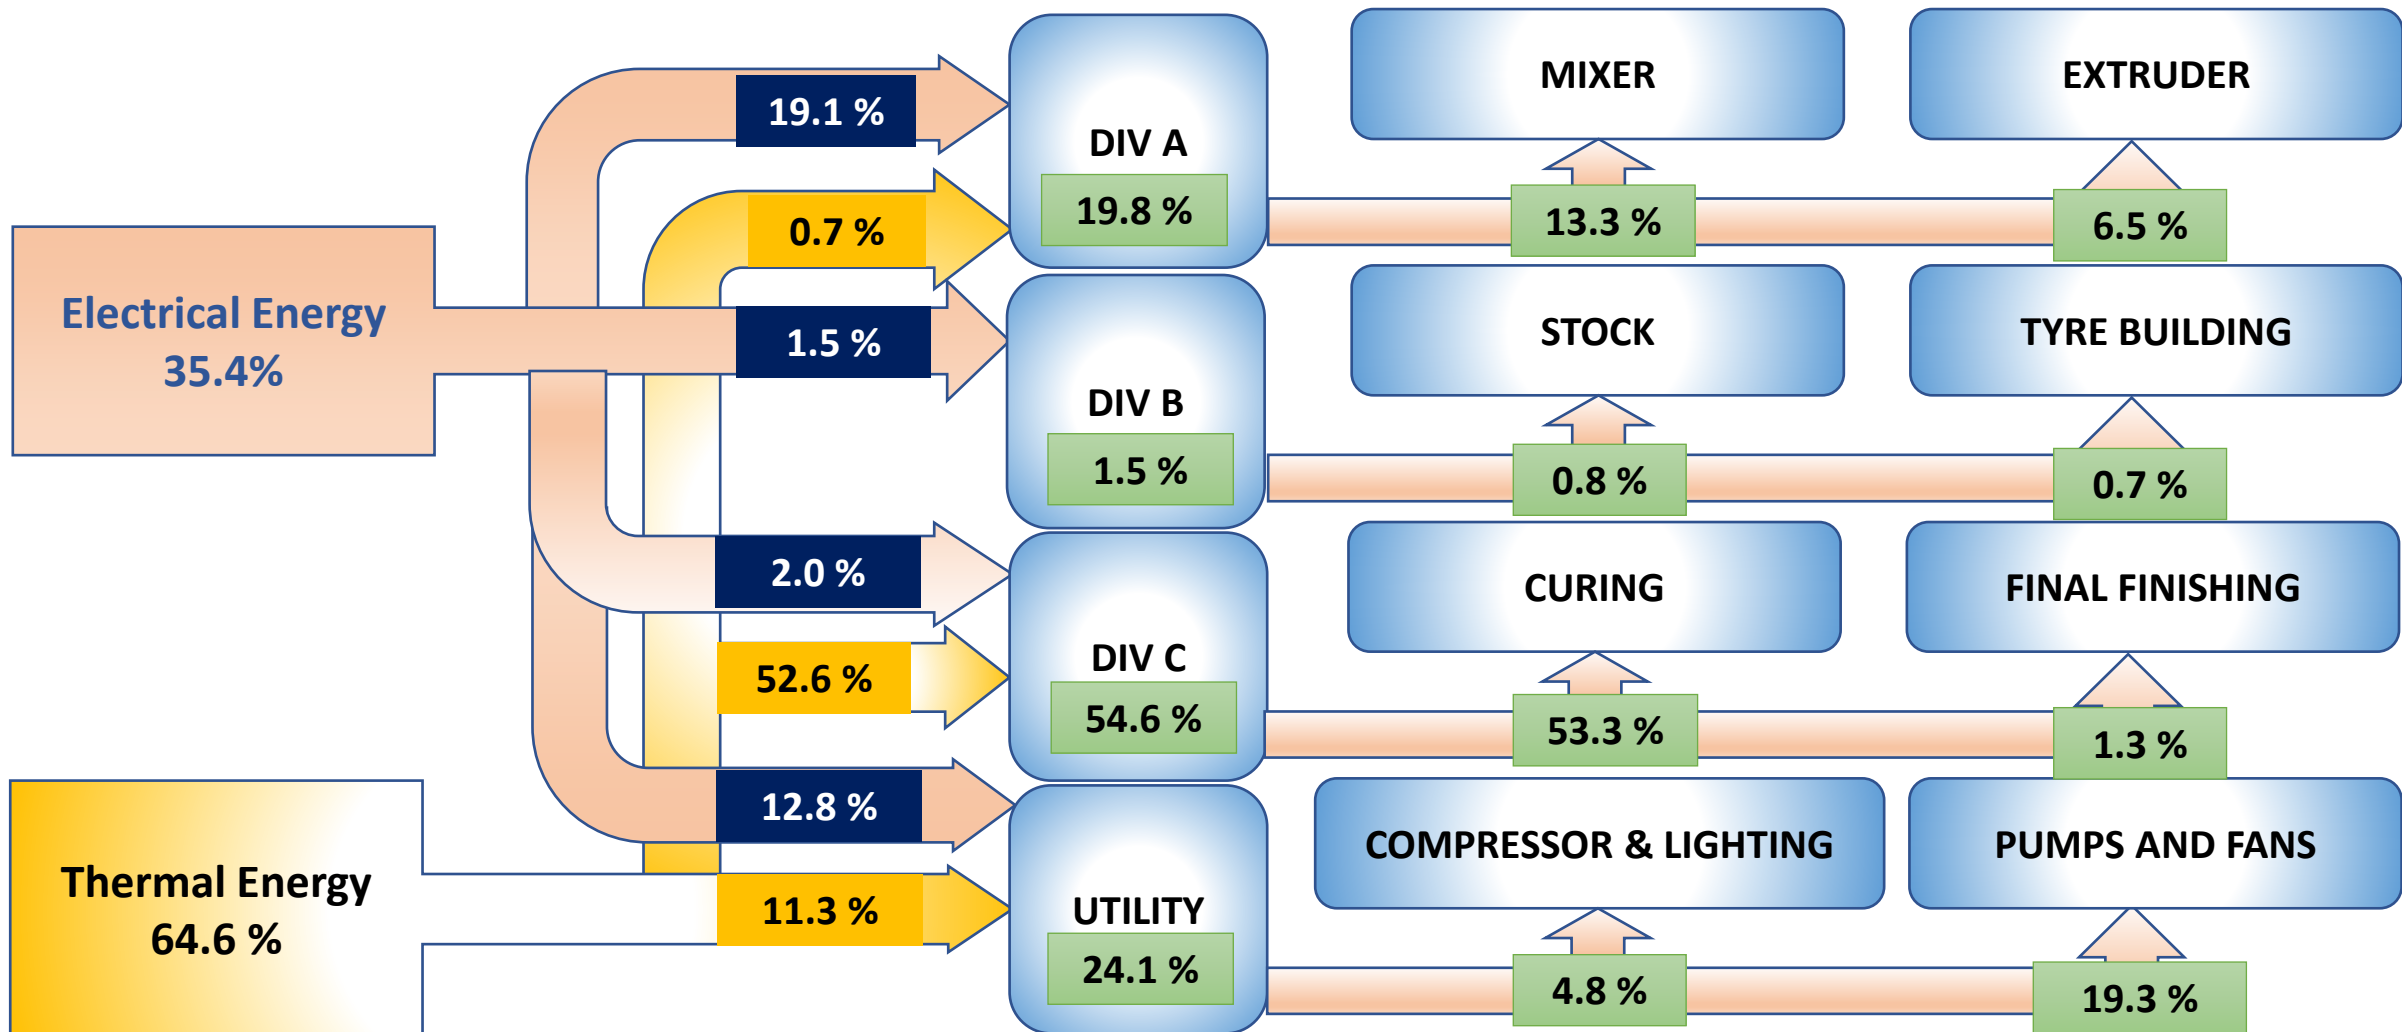 MIXER
EXTRUDER
19.1 %
DIV A
19.8 %
13.3 %
6.5 %
0.7 %
Electrical Energy
35.4%
1.5 %
STOCK
TYRE BUILDING
DIV B
1.5 %
0.8 %
0.7 %
2.0 %
CURING
FINAL FINISHING
52.6 %
DIV C
54.6 %
53.3 %
1.3 %
12.8 %
COMPRESSOR & LIGHTING
PUMPS AND FANS
Thermal Energy
64.6 %
11.3 %
UTILITY
24.1 %
4.8 %
19.3 %